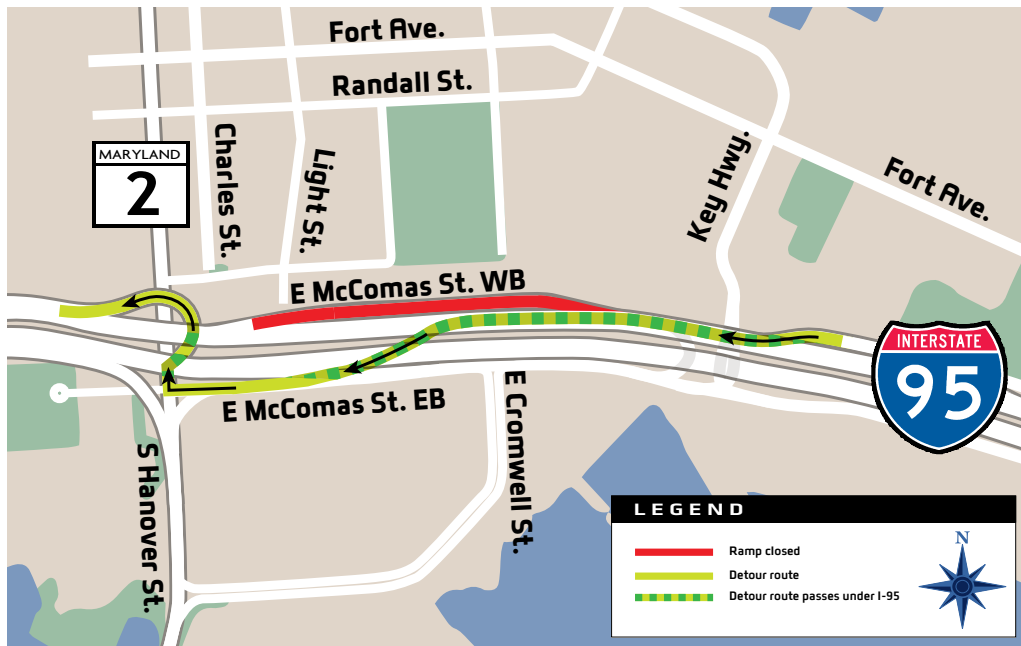 Fort Ave.
Randall St.
MARYLAND
2
Charles St.
Light St.
Key Hwy.
Fort Ave.
E McComas St. WB
INTERSTATE
95
E McComas St. EB
E Cromwell St.
S Hanover St.
LEGEND
Ramp closed
Detour route
Detour route passes under I-95
N